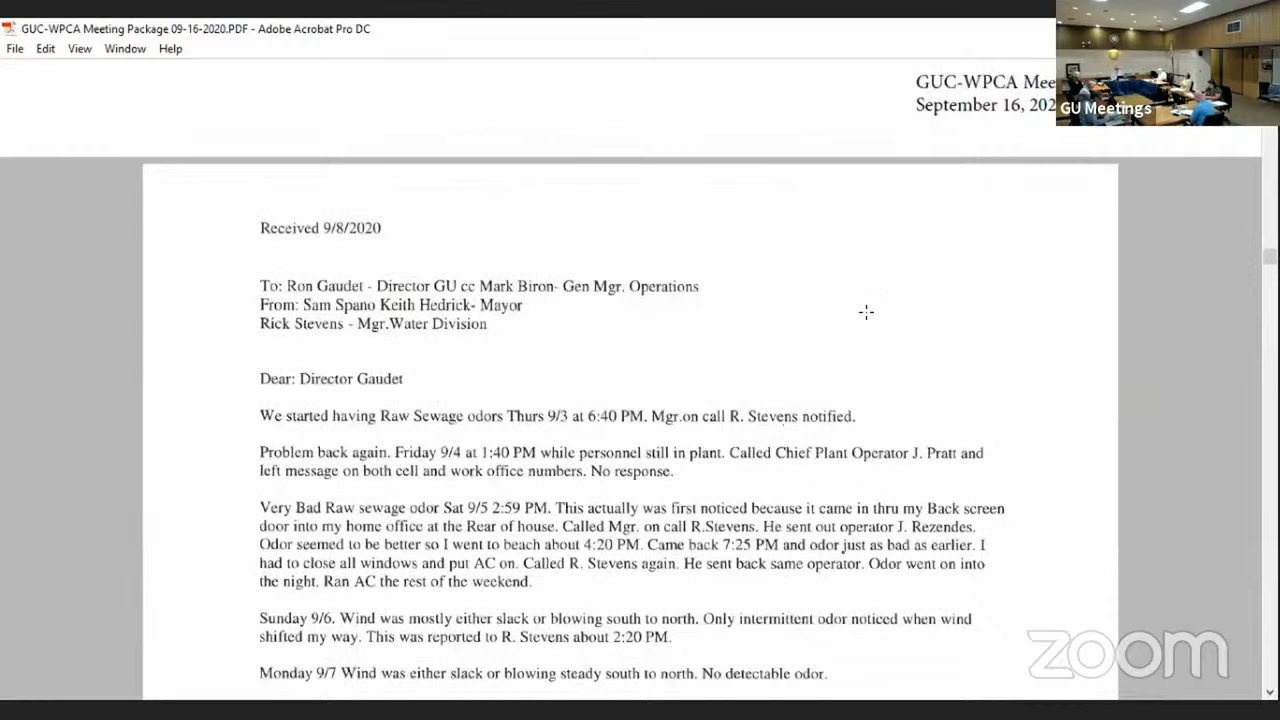 GUC-WPCA Meeting Package 09-16-2020.PDF - Adobe Acrobat Pro DC
File Edit View Window Help
GUC-WPCA Mee
September 16, 202
GU Meetings
Received 9/8/2020
To: Ron Gaudet - Director GU cc Mark Biron- Gen Mgr. Operations
From: Sam Spano Keith Hedrick- Mayor
Rick Stevens - Mgr.Water Division
Dear: Director Gaudet
We started having Raw Sewage odors Thurs 9/3 at 6:40 PM. Mgr.on call R. Stevens notified.
Problem back again. Friday 9/4 at 1:40 PM while personnel still in plant. Called Chief Plant Operator J. Pratt and
left message on both cell and work office numbers. No response.
Very Bad Raw sewage odor Sat 9/5 2:59 PM. This actually was first noticed because it came in thru my Back screen
door into my home office at the Rear of house. Called Mgr. on call R.Stevens. He sent out operator J. Rezendes.
Odor seemed to be better so I went to beach about 4:20 PM. Came back 7:25 PM and odor just as bad as earlier. I
had to close all windows and put AC on. Called R. Stevens again. He sent back same operator. Odor went on into
the night. Ran AC the rest of the weekend.
Sunday 9/6. Wind was mostly either slack or blowing south to north. Only intermittent odor noticed when wind
shifted my way. This was reported to R. Stevens about 2:20 PM.
Monday 9/7 Wind was either slack or blowing steady south to north. No detectable odor.
zoom